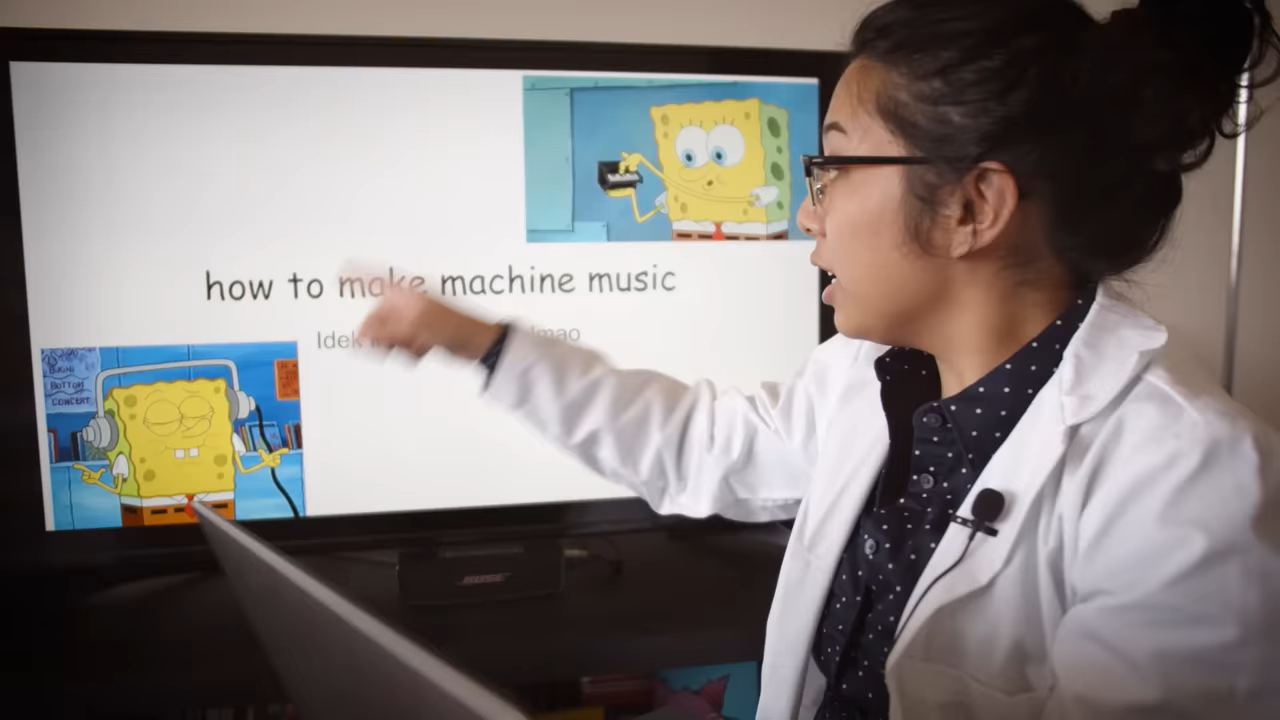 how to make machine music
Idek lmao
BIKINI
BOTTOM
CONCERT
BOSE